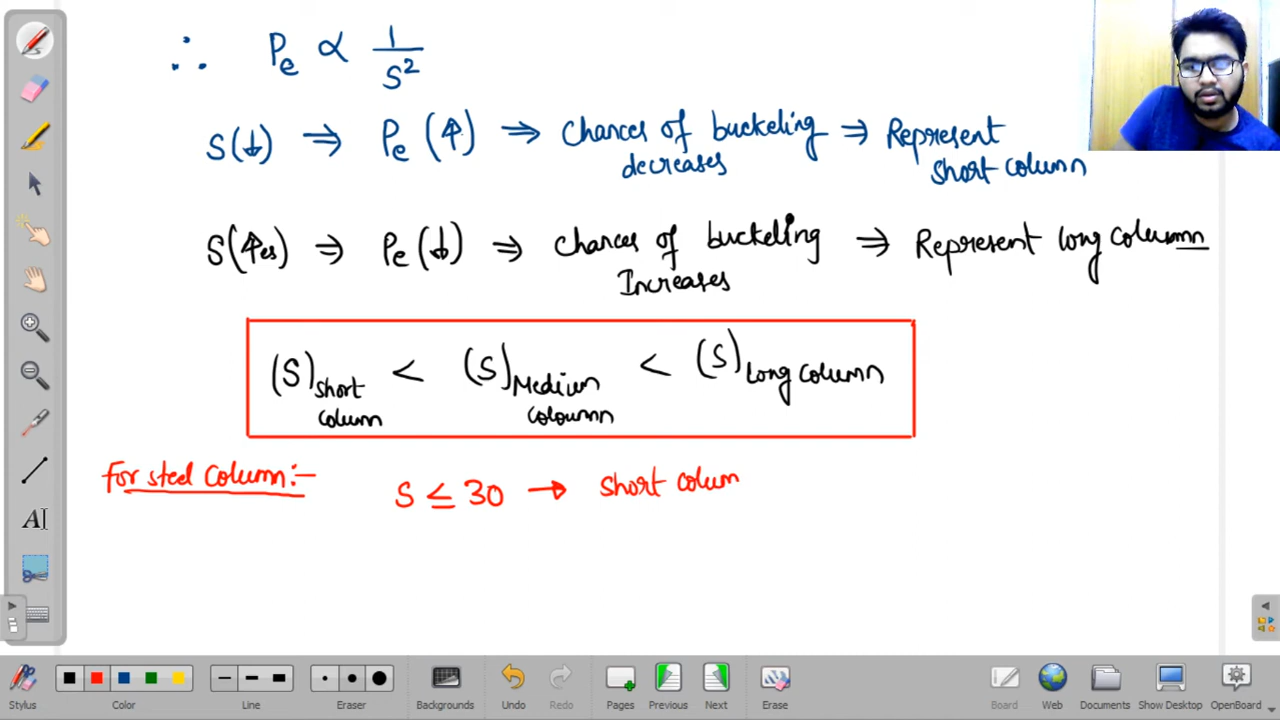 ∴ Pe ∝ 1/S²
S(↓) ⇒ Pe (↑) ⇒ Chances of buckeling decreases ⇒ Represent short column
S(↑es) ⇒ Pe (↓) ⇒ Chances of buckeling Increases ⇒ Represent long column
(S)short column < (S)Medium coloumn < (S)Long column
For steel Column:- S ≤ 30 → short colum
Stylus
Color
Line
Eraser
Backgrounds
Undo
Redo
Pages
Previous
Next
Erase
Board
Web
Documents
Show Desktop
OpenBoard